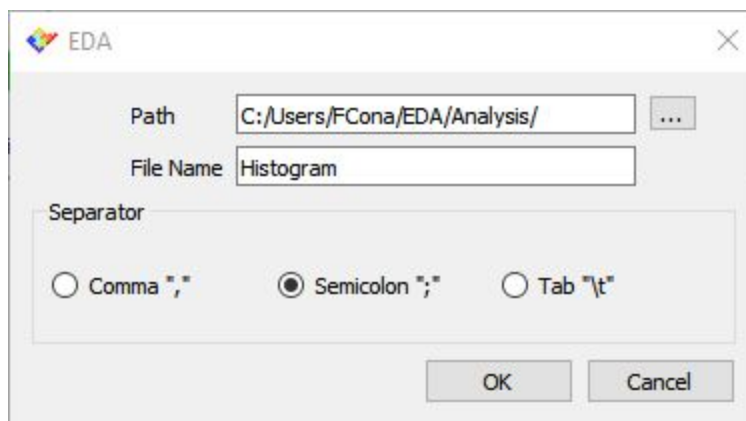 EDA
Path C:/Users/FCona/EDA/Analysis/ ...
File Name Histogram
Separator
Comma "," Semicolon ";" Tab "\t"
OK Cancel